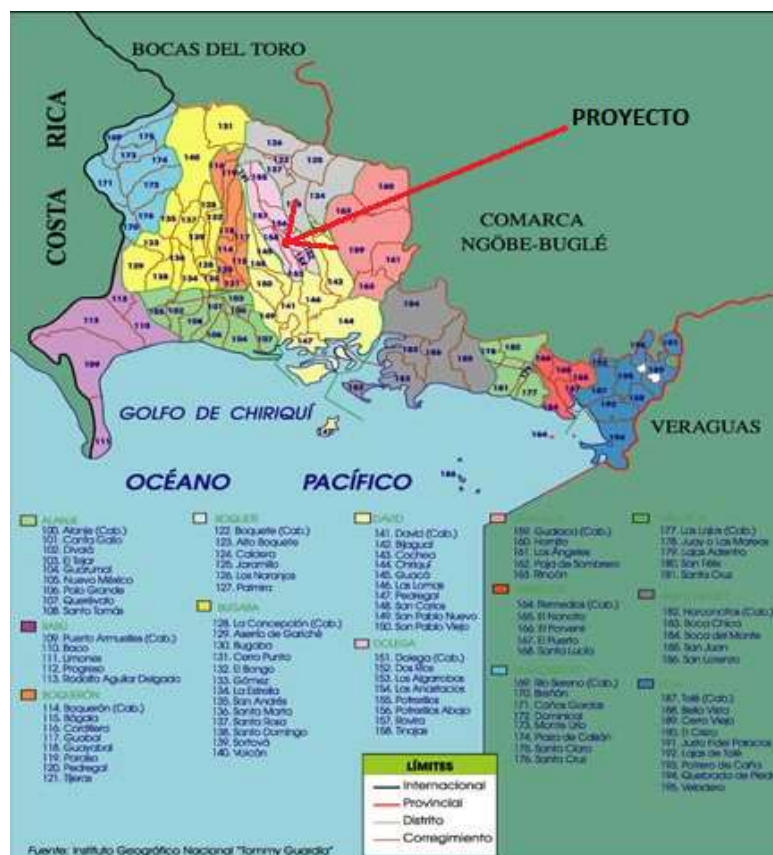 BOCAS DEL TORO
COSTA RICA
PROYECTO
COMARCA
NGÖBE-BUGLÉ
GOLFO DE CHIRIQUÍ
VERAGUAS
OCÉANO PACÍFICO
ALANJE
100. Alanje (Cab.)
101. Canta Gallo
102. Divalá
103. El Tejar
104. Guarumal
105. Nuevo México
106. Palo Grande
107. Querévalo
108. Santo Tomás
BARÚ
109. Puerto Armuelles (Cab.)
110. Baco
111. Limones
112. Progreso
113. Rodolfo Aguilar Delgado
BOQUERÓN
114. Boquerón (Cab.)
115. Bágala
116. Cordillera
117. Guabal
118. Guayabal
119. Paraíso
120. Pedregal
121. Tijeras
BOQUETE
122. Boquete (Cab.)
123. Alto Boquete
124. Caldera
125. Jaramillo
126. Los Naranjos
127. Palmira
BUGABA
128. La Concepción (Cab.)
129. Aserrío de Gariché
130. Bugaba
131. Cerro Punta
132. El Bongo
133. Gómez
134. La Estrella
135. San Andrés
136. Santa Marta
137. Santa Rosa
138. Santo Domingo
139. Sortová
140. Volcán
DAVID
141. David (Cab.)
142. Bijagual
143. Cochea
144. Chiriquí
145. Guacá
146. Las Lomas
147. Pedregal
148. San Carlos
149. San Pablo Nuevo
150. San Pablo Viejo
DOLEGA
151. Dolega (Cab.)
152. Dos Ríos
153. Los Algarrobos
154. Los Anastacios
155. Potrerillos
156. Potrerillos Abajo
157. Rovira
158. Tinajas
159. Gualaca (Cab.)
160. Hornito
161. Los Ángeles
162. Paja de Sombrero
163. Rincón
164. Remedios (Cab.)
165. El Nancito
166. El Porvenir
167. El Puerto
168. Santa Lucía
169. Río Sereno (Cab.)
170. Breñón
171. Cañas Gordas
172. Dominical
173. Monte Lirio
174. Plaza de Caisán
175. Santa Clara
176. Santa Cruz
177. Las Lajas (Cab.)
178. Juay o Las Mareas
179. Lajas Adentro
180. San Félix
181. Santa Cruz
182. Horconcitos (Cab.)
183. Boca Chica
184. Boca del Monte
185. San Juan
186. San Lorenzo
187. Tolé (Cab.)
188. Bella Vista
189. Cerro Viejo
190. El Cristo
191. Justo Fidel Palacios
192. Lajas de Tolé
193. Potrero de Caña
194. Quebrada de Pied
195. Veladero
LÍMITES
Internacional
Provincial
Distrito
Corregimiento
Fuente: Instituto Geográfico Nacional "Tommy Guardia"